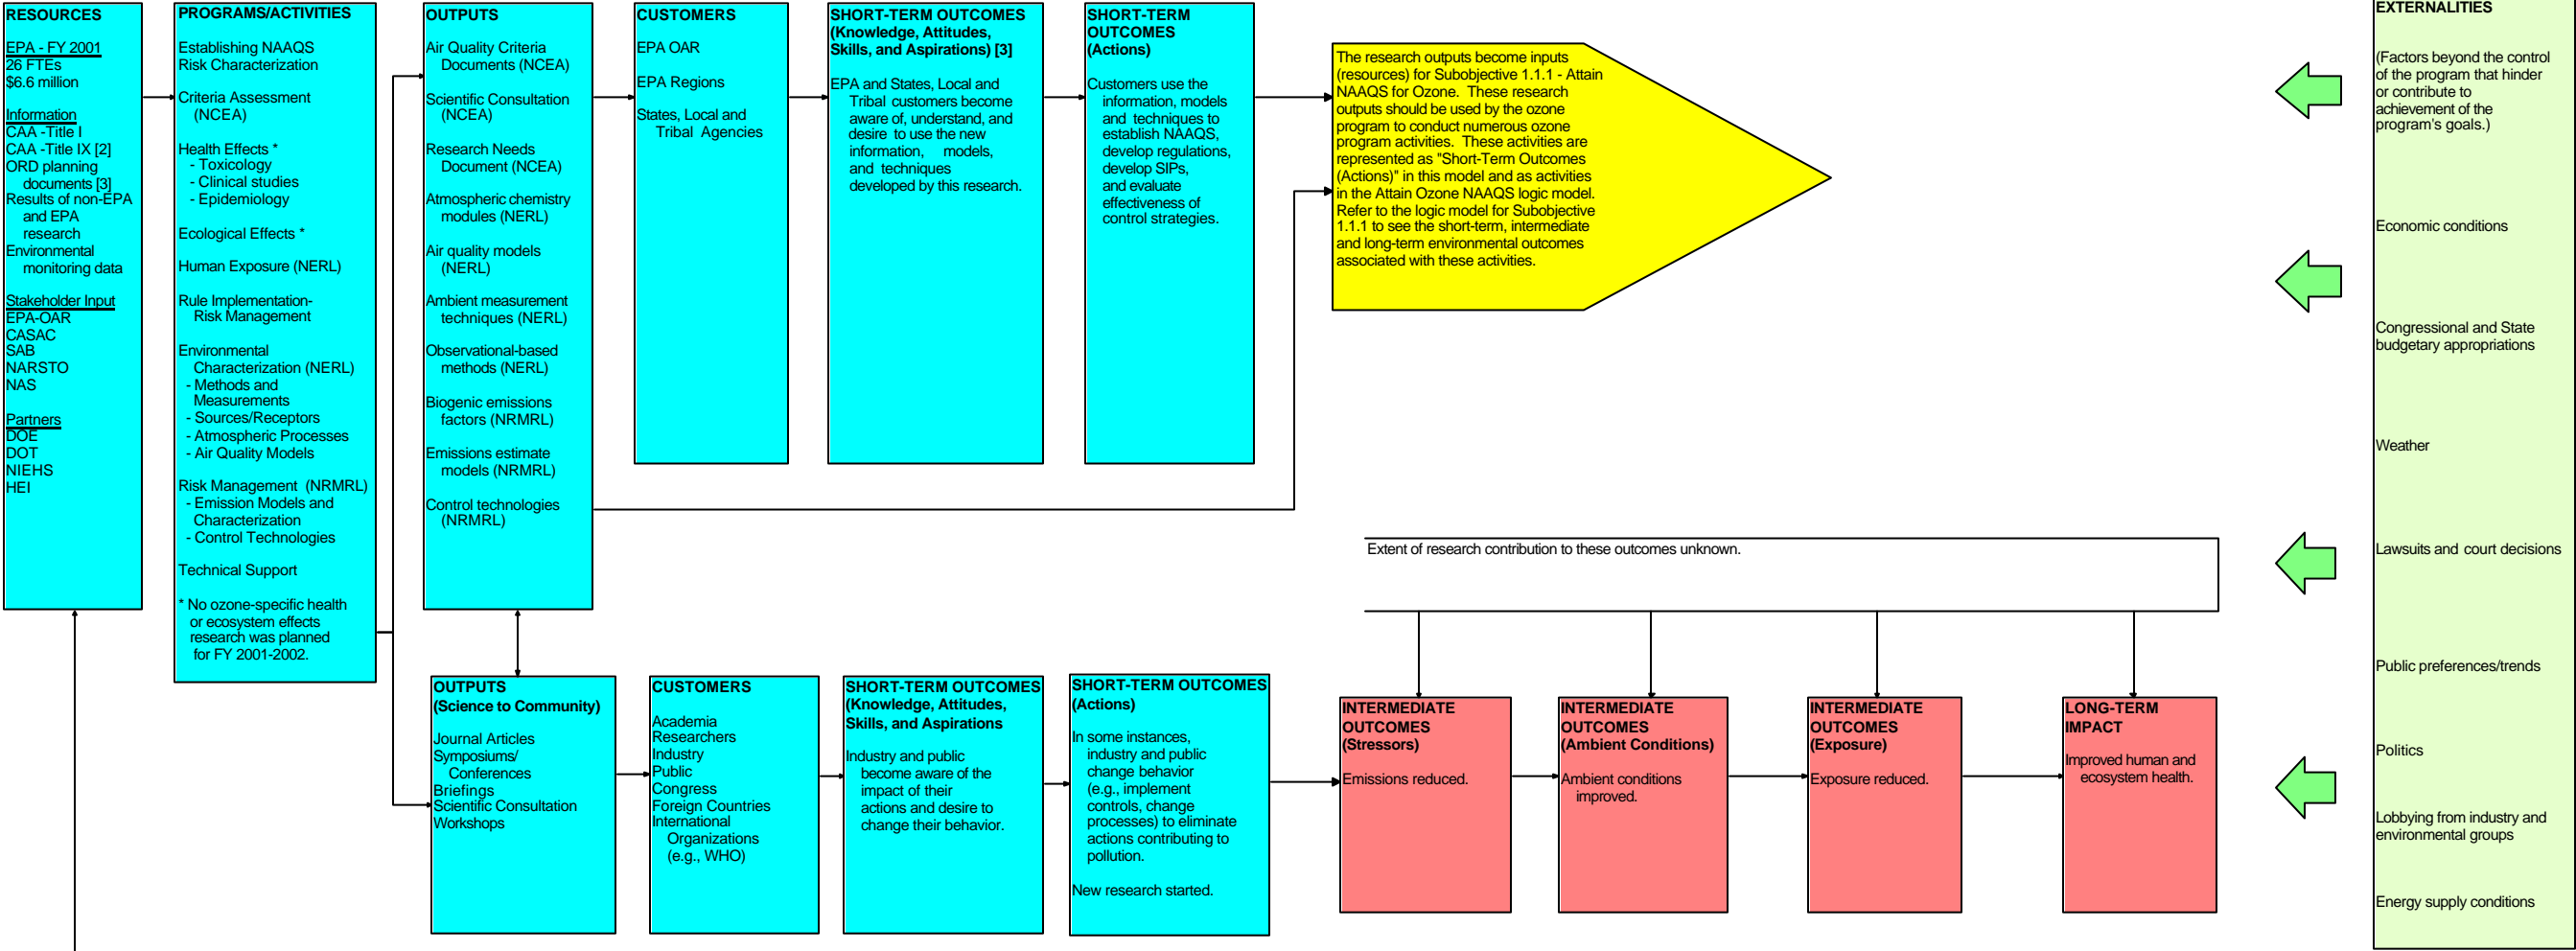 RESOURCES
EPA - FY 2001
26 FTEs
$6.6 million
Information
CAA -Title I
CAA -Title IX [2]
ORD planning
documents [3]
Results of non-EPA
and EPA
research
Environmental
monitoring data
Stakeholder Input
EPA-OAR
CASAC
SAB
NARSTO
NAS
Partners
DOE
DOT
NIEHS
HEI
PROGRAMS/ACTIVITIES
Establishing NAAQS
Risk Characterization
Criteria Assessment
(NCEA)
Health Effects *
- Toxicology
- Clinical studies
- Epidemiology
Ecological Effects *
Human Exposure (NERL)
Rule Implementation-
Risk Management
Environmental
Characterization (NERL)
- Methods and
Measurements
- Sources/Receptors
- Atmospheric Processes
- Air Quality Models
Risk Management (NRMRL)
- Emission Models and
Characterization
- Control Technologies
Technical Support
* No ozone-specific health
or ecosystem effects
research was planned
for FY 2001-2002.
OUTPUTS
Air Quality Criteria
Documents (NCEA)
Scientific Consultation
(NCEA)
Research Needs
Document (NCEA)
Atmospheric chemistry
modules (NERL)
Air quality models
(NERL)
Ambient measurement
techniques (NERL)
Observational-based
methods (NERL)
Biogenic emissions
factors (NRMRL)
Emissions estimate
models (NRMRL)
Control technologies
(NRMRL)
CUSTOMERS
EPA OAR
EPA Regions
States, Local and
Tribal Agencies
SHORT-TERM OUTCOMES
(Knowledge, Attitudes,
Skills, and Aspirations) [3]
EPA and States, Local and
Tribal customers become
aware of, understand, and
desire to use the new
information, models,
and techniques
developed by this research.
SHORT-TERM
OUTCOMES
(Actions)
Customers use the
information, models
and techniques to
establish NAAQS,
develop regulations,
develop SIPs,
and evaluate
effectiveness of
control strategies.
The research outputs become inputs
(resources) for Subobjective 1.1.1 - Attain
NAAQS for Ozone. These research
outputs should be used by the ozone
program to conduct numerous ozone
program activities. These activities are
represented as "Short-Term Outcomes
(Actions)" in this model and as activities
in the Attain Ozone NAAQS logic model.
Refer to the logic model for Subobjective
1.1.1 to see the short-term, intermediate
and long-term environmental outcomes
associated with these activities.
Extent of research contribution to these outcomes unknown.
OUTPUTS
(Science to Community)
Journal Articles
Symposiums/
Conferences
Briefings
Scientific Consultation
Workshops
CUSTOMERS
Academia
Researchers
Industry
Public
Congress
Foreign Countries
International
Organizations
(e.g., WHO)
SHORT-TERM OUTCOMES
(Knowledge, Attitudes,
Skills, and Aspirations
Industry and public
become aware of the
impact of their
actions and desire to
change their behavior.
SHORT-TERM OUTCOMES
(Actions)
In some instances,
industry and public
change behavior
(e.g., implement
controls, change
processes) to eliminate
actions contributing to
pollution.
New research started.
INTERMEDIATE
OUTCOMES
(Stressors)
Emissions reduced.
INTERMEDIATE
OUTCOMES
(Ambient Conditions)
Ambient conditions
improved.
INTERMEDIATE
OUTCOMES
(Exposure)
Exposure reduced.
LONG-TERM
IMPACT
Improved human and
ecosystem health.
EXTERNALITIES
(Factors beyond the control
of the program that hinder
or contribute to
achievement of the
program's goals.)
Economic conditions
Congressional and State
budgetary appropriations
Weather
Lawsuits and court decisions
Public preferences/trends
Politics
Lobbying from industry and
environmental groups
Energy supply conditions